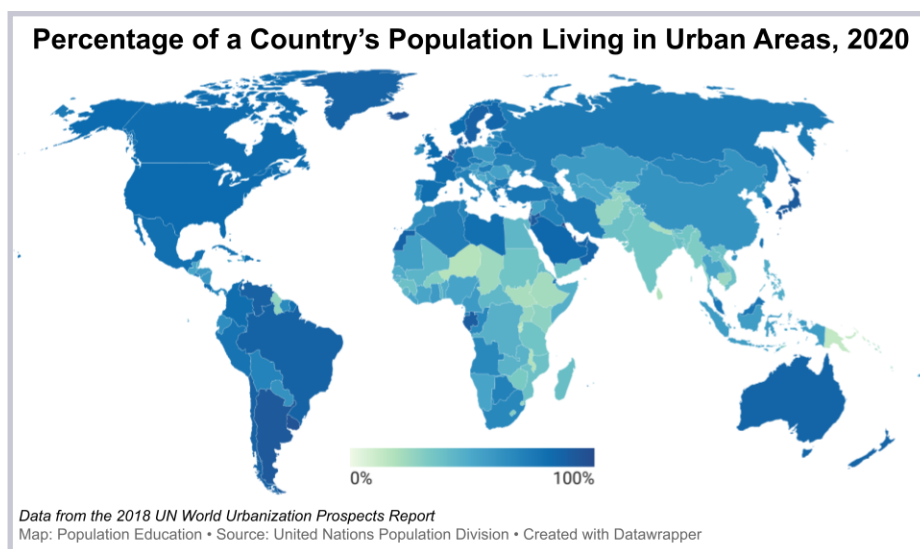 Percentage of a Country’s Population Living in Urban Areas, 2020
0% 100%
Data from the 2018 UN World Urbanization Prospects Report
Map: Population Education • Source: United Nations Population Division • Created with Datawrapper